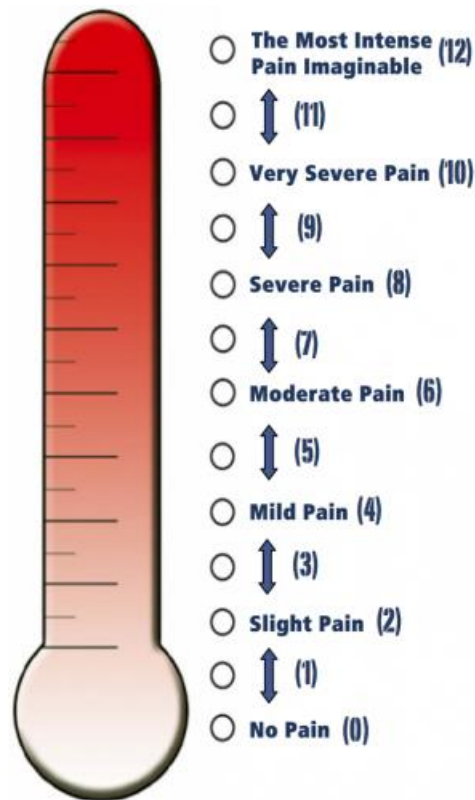 The Most Intense (12)
Pain Imaginable
(11)
Very Severe Pain (10)
(9)
Severe Pain (8)
(7)
Moderate Pain (6)
(5)
Mild Pain (4)
(3)
Slight Pain (2)
(1)
No Pain (0)